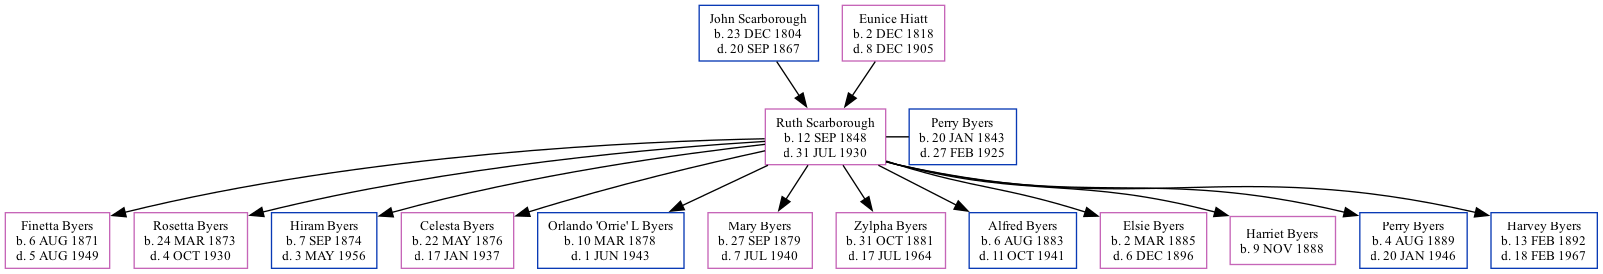 John Scarborough
b. 23 DEC 1804
d. 20 SEP 1867
Eunice Hiatt
b. 2 DEC 1818
d. 8 DEC 1905
Ruth Scarborough
b. 12 SEP 1848
d. 31 JUL 1930
Perry Byers
b. 20 JAN 1843
d. 27 FEB 1925
Finetta Byers
b. 6 AUG 1871
d. 5 AUG 1949
Rosetta Byers
b. 24 MAR 1873
d. 4 OCT 1930
Hiram Byers
b. 7 SEP 1874
d. 3 MAY 1956
Celesta Byers
b. 22 MAY 1876
d. 17 JAN 1937
Orlando 'Orrie' L Byers
b. 10 MAR 1878
d. 1 JUN 1943
Mary Byers
b. 27 SEP 1879
d. 7 JUL 1940
Zylpha Byers
b. 31 OCT 1881
d. 17 JUL 1964
Alfred Byers
b. 6 AUG 1883
d. 11 OCT 1941
Elsie Byers
b. 2 MAR 1885
d. 6 DEC 1896
Harriet Byers
b. 9 NOV 1888
Perry Byers
b. 4 AUG 1889
d. 20 JAN 1946
Harvey Byers
b. 13 FEB 1892
d. 18 FEB 1967